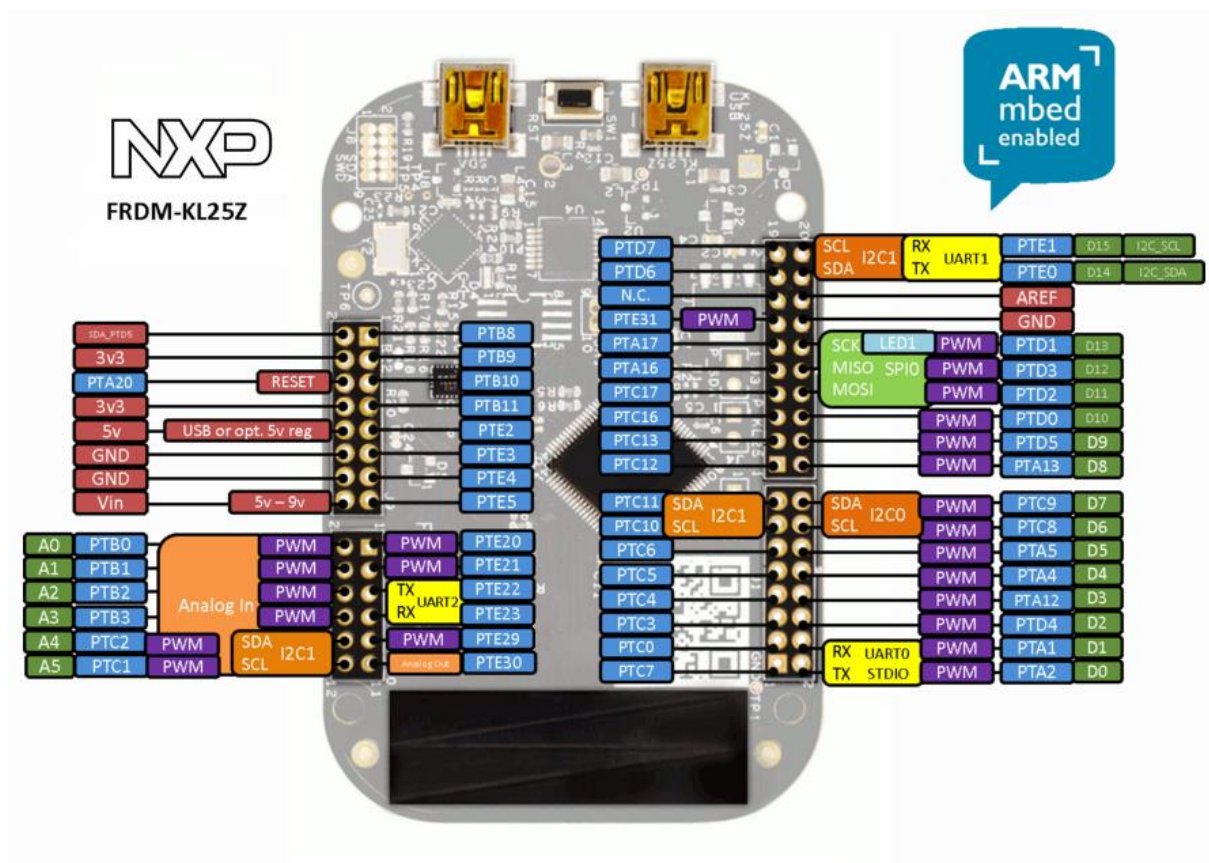 NXP
FRDM-KL25Z
ARM
mbed
enabled
RST
SW1
USB
KL25Z
SDA
J8
SWD
PTD7 SCL I2C1 RX UART1 PTE1 D15 I2C_SCL
PTD6 SDA TX PTE0 D14 I2C_SDA
N.C. AREF
PTE31 PWM GND
PTA17 SCK LED1 PWM PTD1 D13
PTA16 MISO SPI0 PWM PTD3 D12
PTC17 MOSI PWM PTD2 D11
PTC16 PWM PTD0 D10
PTC13 PWM PTD5 D9
PTC12 PWM PTA13 D8
SDA_PTD5 PTB8
3v3 PTB9
PTA20 RESET PTB10
3v3 PTB11
5v USB or opt. 5v reg PTE2
GND PTE3
GND PTE4
Vin 5v – 9v PTE5
PTC11 SDA I2C1 SDA I2C0 PWM PTC9 D7
PTC10 SCL SCL PWM PTC8 D6
PTC6 PWM PTA5 D5
PTC5 PWM PTA4 D4
PTC4 PWM PTA12 D3
PTC3 PWM PTD4 D2
PTC0 RX UART0 PWM PTA1 D1
PTC7 TX STDIO PWM PTA2 D0
A0 PTB0 PWM PWM PTE20
A1 PTB1 PWM PWM PTE21
A2 PTB2 Analog In PWM TX UART2 PTE22
A3 PTB3 PWM RX PTE23
A4 PTC2 PWM SDA I2C1 PWM PTE29
A5 PTC1 PWM SCL Analog Out PTE30